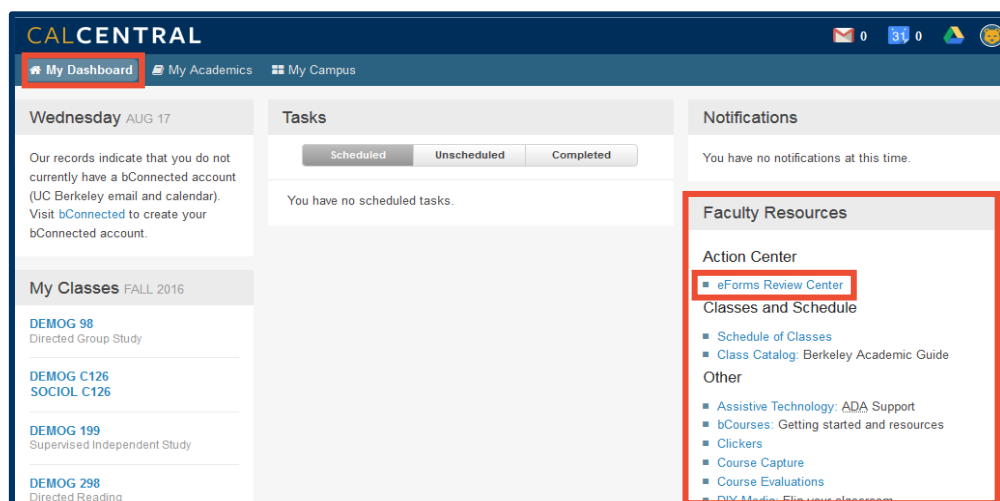 CALCENTRAL
0
31
0
My Dashboard
My Academics
My Campus
Wednesday AUG 17
Our records indicate that you do not
currently have a bConnected account
(UC Berkeley email and calendar).
Visit bConnected to create your
bConnected account.
My Classes FALL 2016
DEMOG 98
Directed Group Study
DEMOG C126
SOCIOL C126
DEMOG 199
Supervised Independent Study
DEMOG 298
Directed Reading
Tasks
Scheduled
Unscheduled
Completed
You have no scheduled tasks.
Notifications
You have no notifications at this time.
Faculty Resources
Action Center
eForms Review Center
Classes and Schedule
Schedule of Classes
Class Catalog: Berkeley Academic Guide
Other
Assistive Technology: ADA Support
bCourses: Getting started and resources
Clickers
Course Capture
Course Evaluations
DIY Media: Flip your classroom